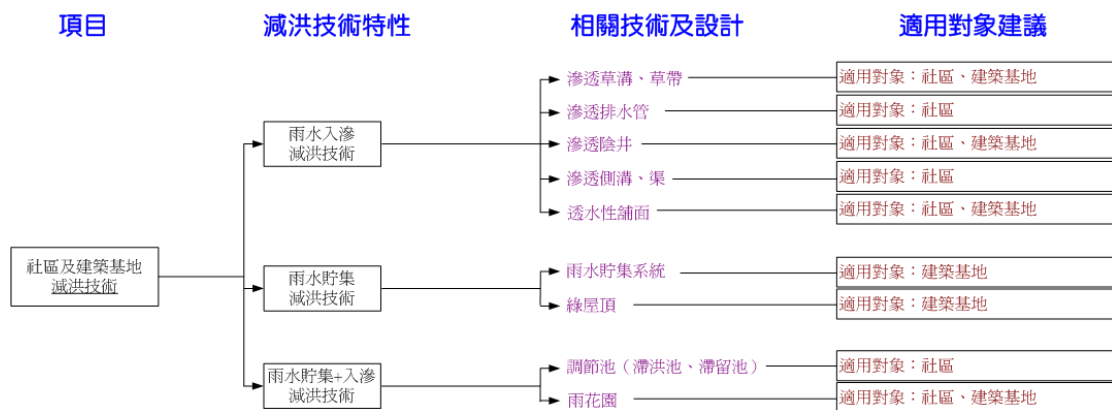 項目 減洪技術特性 相關技術及設計 適用對象建議
滲透草溝、草帶 適用對象：社區、建築基地
滲透排水管 適用對象：社區
雨水入滲
減洪技術
滲透陰井 適用對象：社區、建築基地
滲透側溝、渠 適用對象：社區
透水性舖面 適用對象：社區、建築基地
社區及建築基地
減洪技術
雨水貯集
減洪技術
雨水貯集系統 適用對象：建築基地
綠屋頂 適用對象：建築基地
雨水貯集+入滲
減洪技術
調節池（滯洪池、滯留池） 適用對象：社區
雨花園 適用對象：社區、建築基地